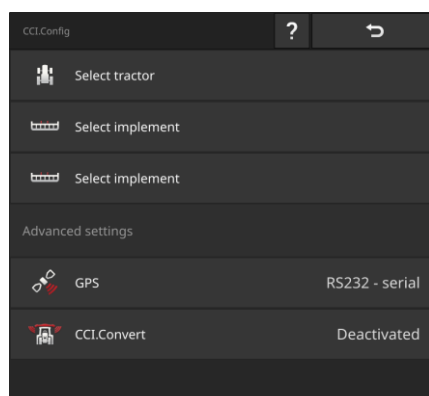 CCI.Config ?
Select tractor
Select implement
Select implement
Advanced settings
GPS RS232 - serial
CCI.Convert Deactivated